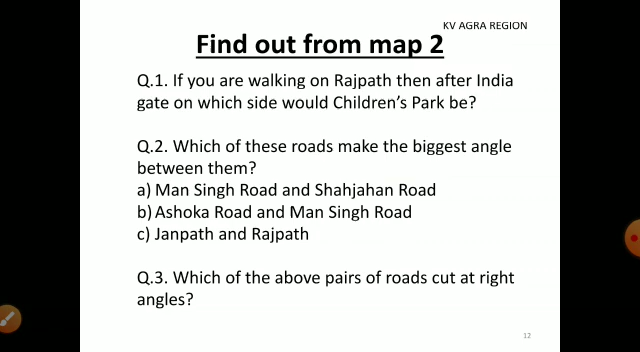 KV AGRA REGION
Find out from map 2
Q.1. If you are walking on Rajpath then after India
gate on which side would Children's Park be?
Q.2. Which of these roads make the biggest angle
between them?
a) Man Singh Road and Shahjahan Road
b) Ashoka Road and Man Singh Road
c) Janpath and Rajpath
Q.3. Which of the above pairs of roads cut at right
angles?
12